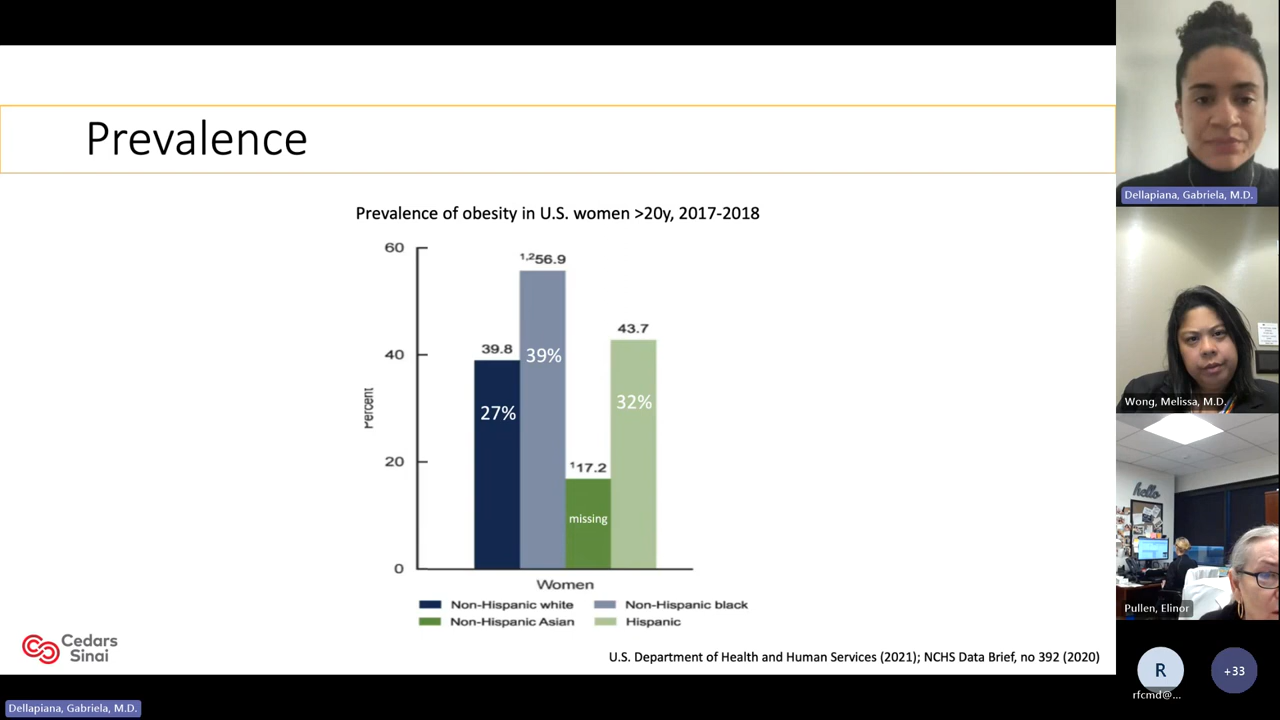 Prevalence
Prevalence of obesity in U.S. women >20y, 2017-2018
60
40
20
0
Percent
39.8
27%
1,256.9
39%
117.2
missing
43.7
32%
Women
Non-Hispanic white
Non-Hispanic black
Non-Hispanic Asian
Hispanic
Cedars
Sinai
U.S. Department of Health and Human Services (2021); NCHS Data Brief, no 392 (2020)
Dellapiana, Gabriela, M.D.
Dellapiana, Gabriela, M.D.
Wong, Melissa, M.D.
hello
Pullen, Elinor
R
rfcmd@...
+33